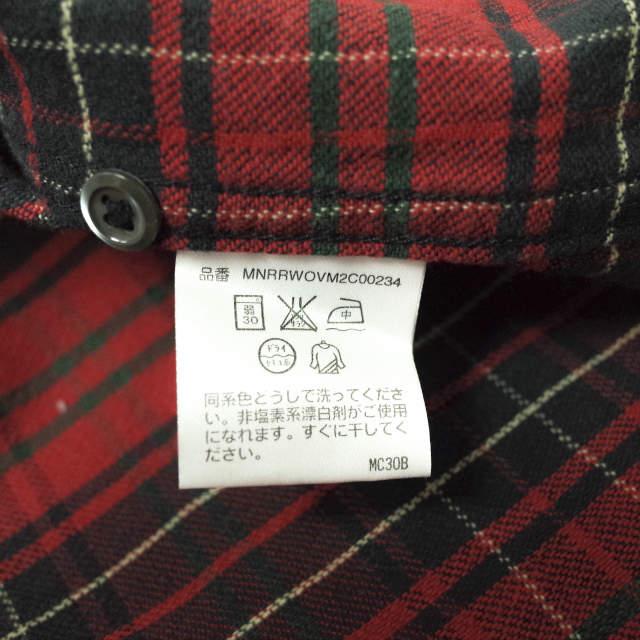 品番 MNRRWOVM2C00234
弱
30
中
ドライ
同系色とうしで洗ってくださ
い。非塩素系漂白剤がご使用
になれます。すぐに干してく
ださい。
MC30B